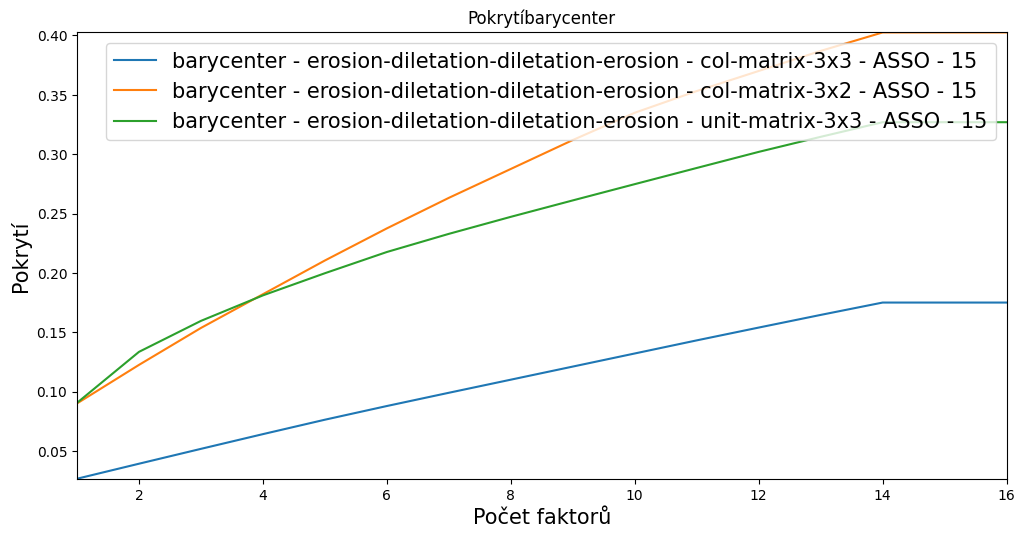 Pokrytíbarycenter
0.40
0.35
0.30
0.25
0.20
0.15
0.10
0.05
Pokrytí
barycenter - erosion-diletation-diletation-erosion - col-matrix-3x3 - ASSO - 15
barycenter - erosion-diletation-diletation-erosion - col-matrix-3x2 - ASSO - 15
barycenter - erosion-diletation-diletation-erosion - unit-matrix-3x3 - ASSO - 15
2 4 6 8 10 12 14 16
Počet faktorů